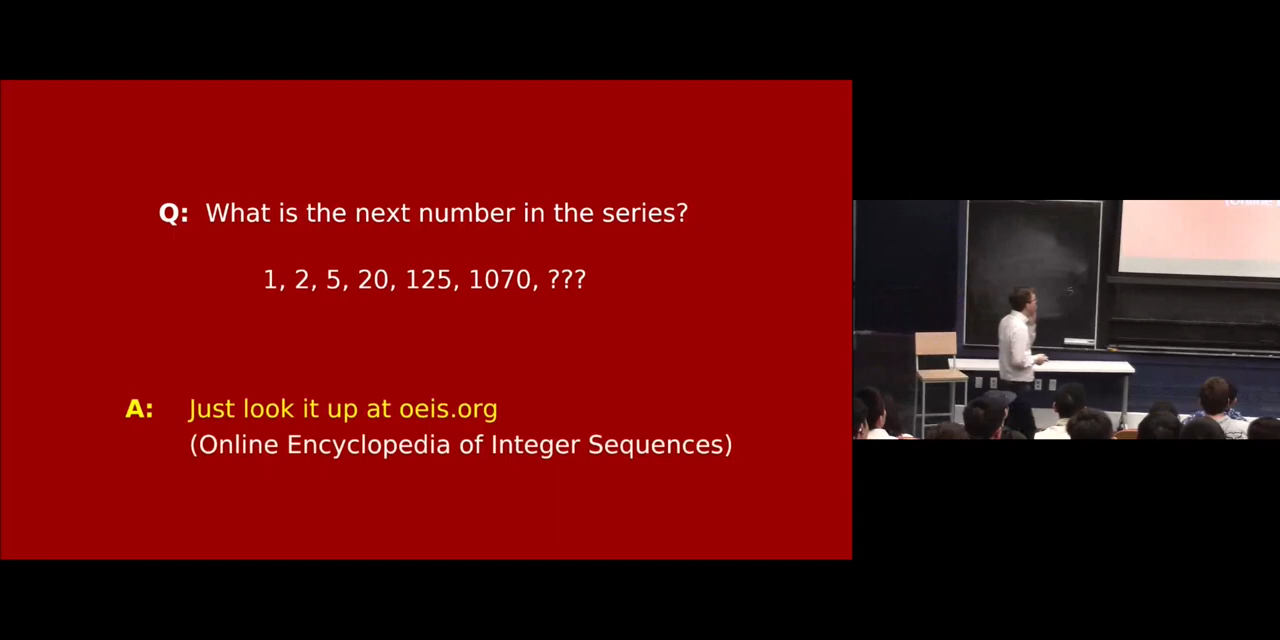 Q: What is the next number in the series?
1, 2, 5, 20, 125, 1070, ???
A: Just look it up at oeis.org
(Online Encyclopedia of Integer Sequences)
(Online